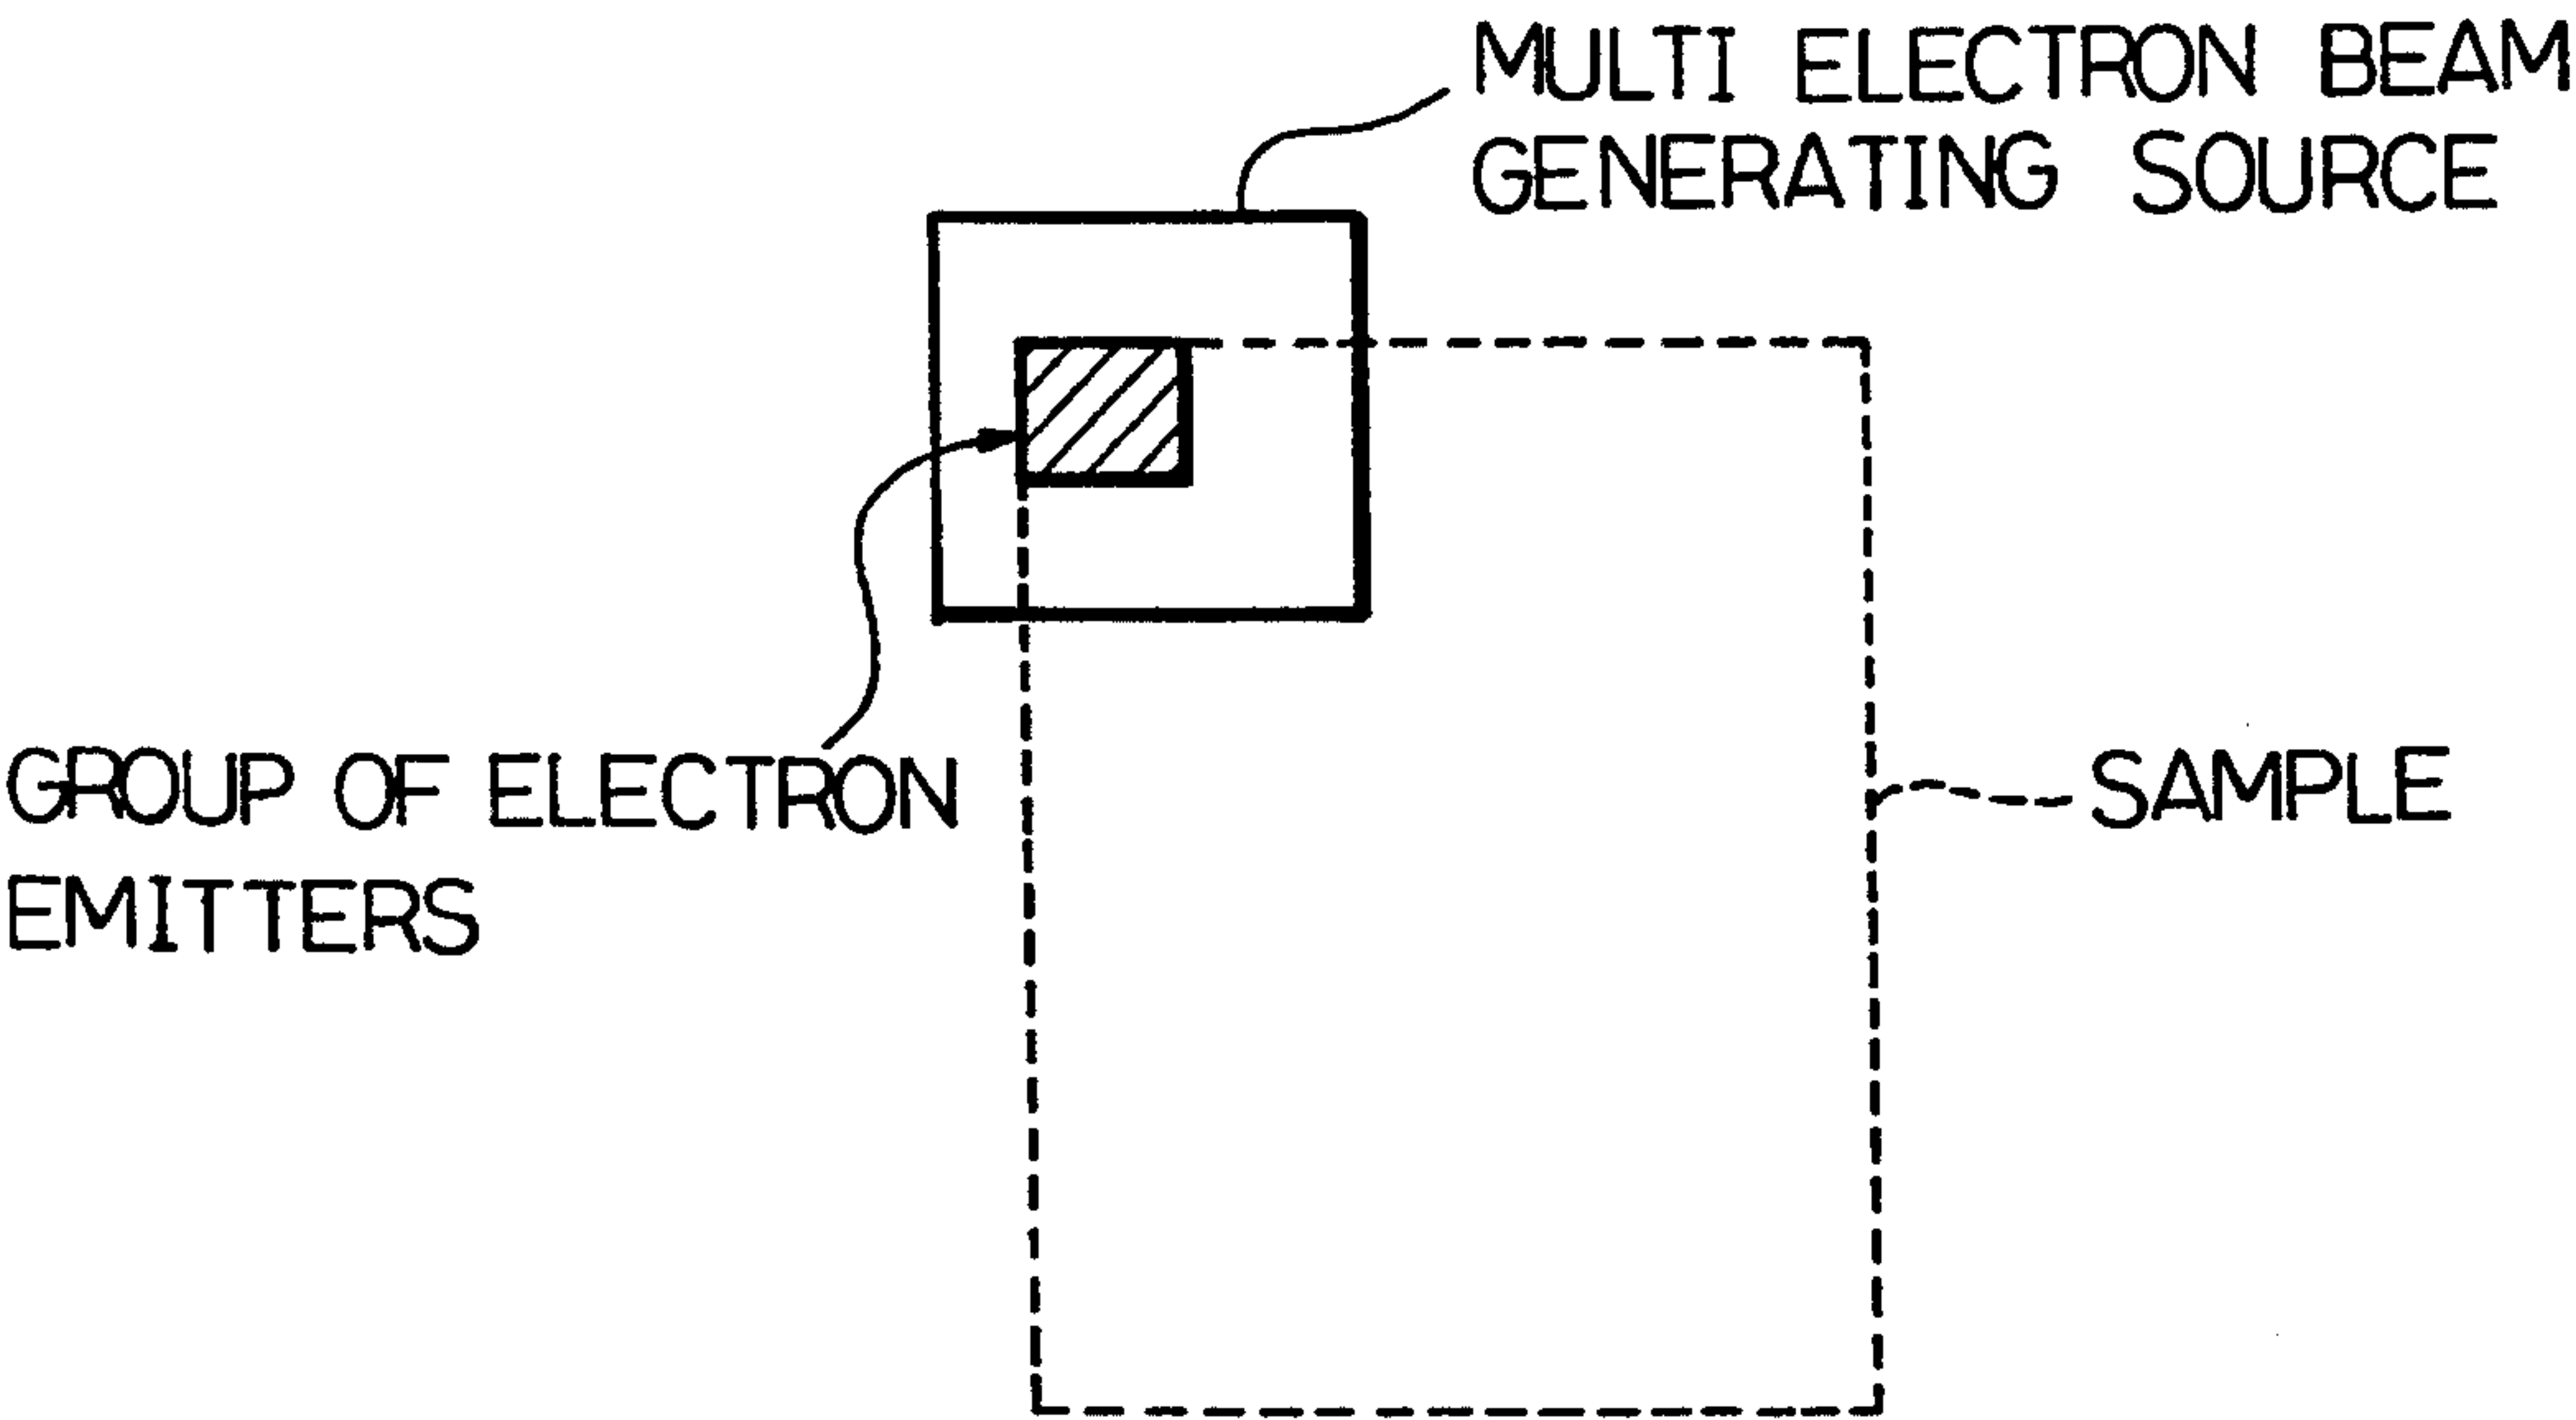 MULTI ELECTRON BEAM
GENERATING SOURCE
GROUP OF ELECTRON
EMITTERS
SAMPLE